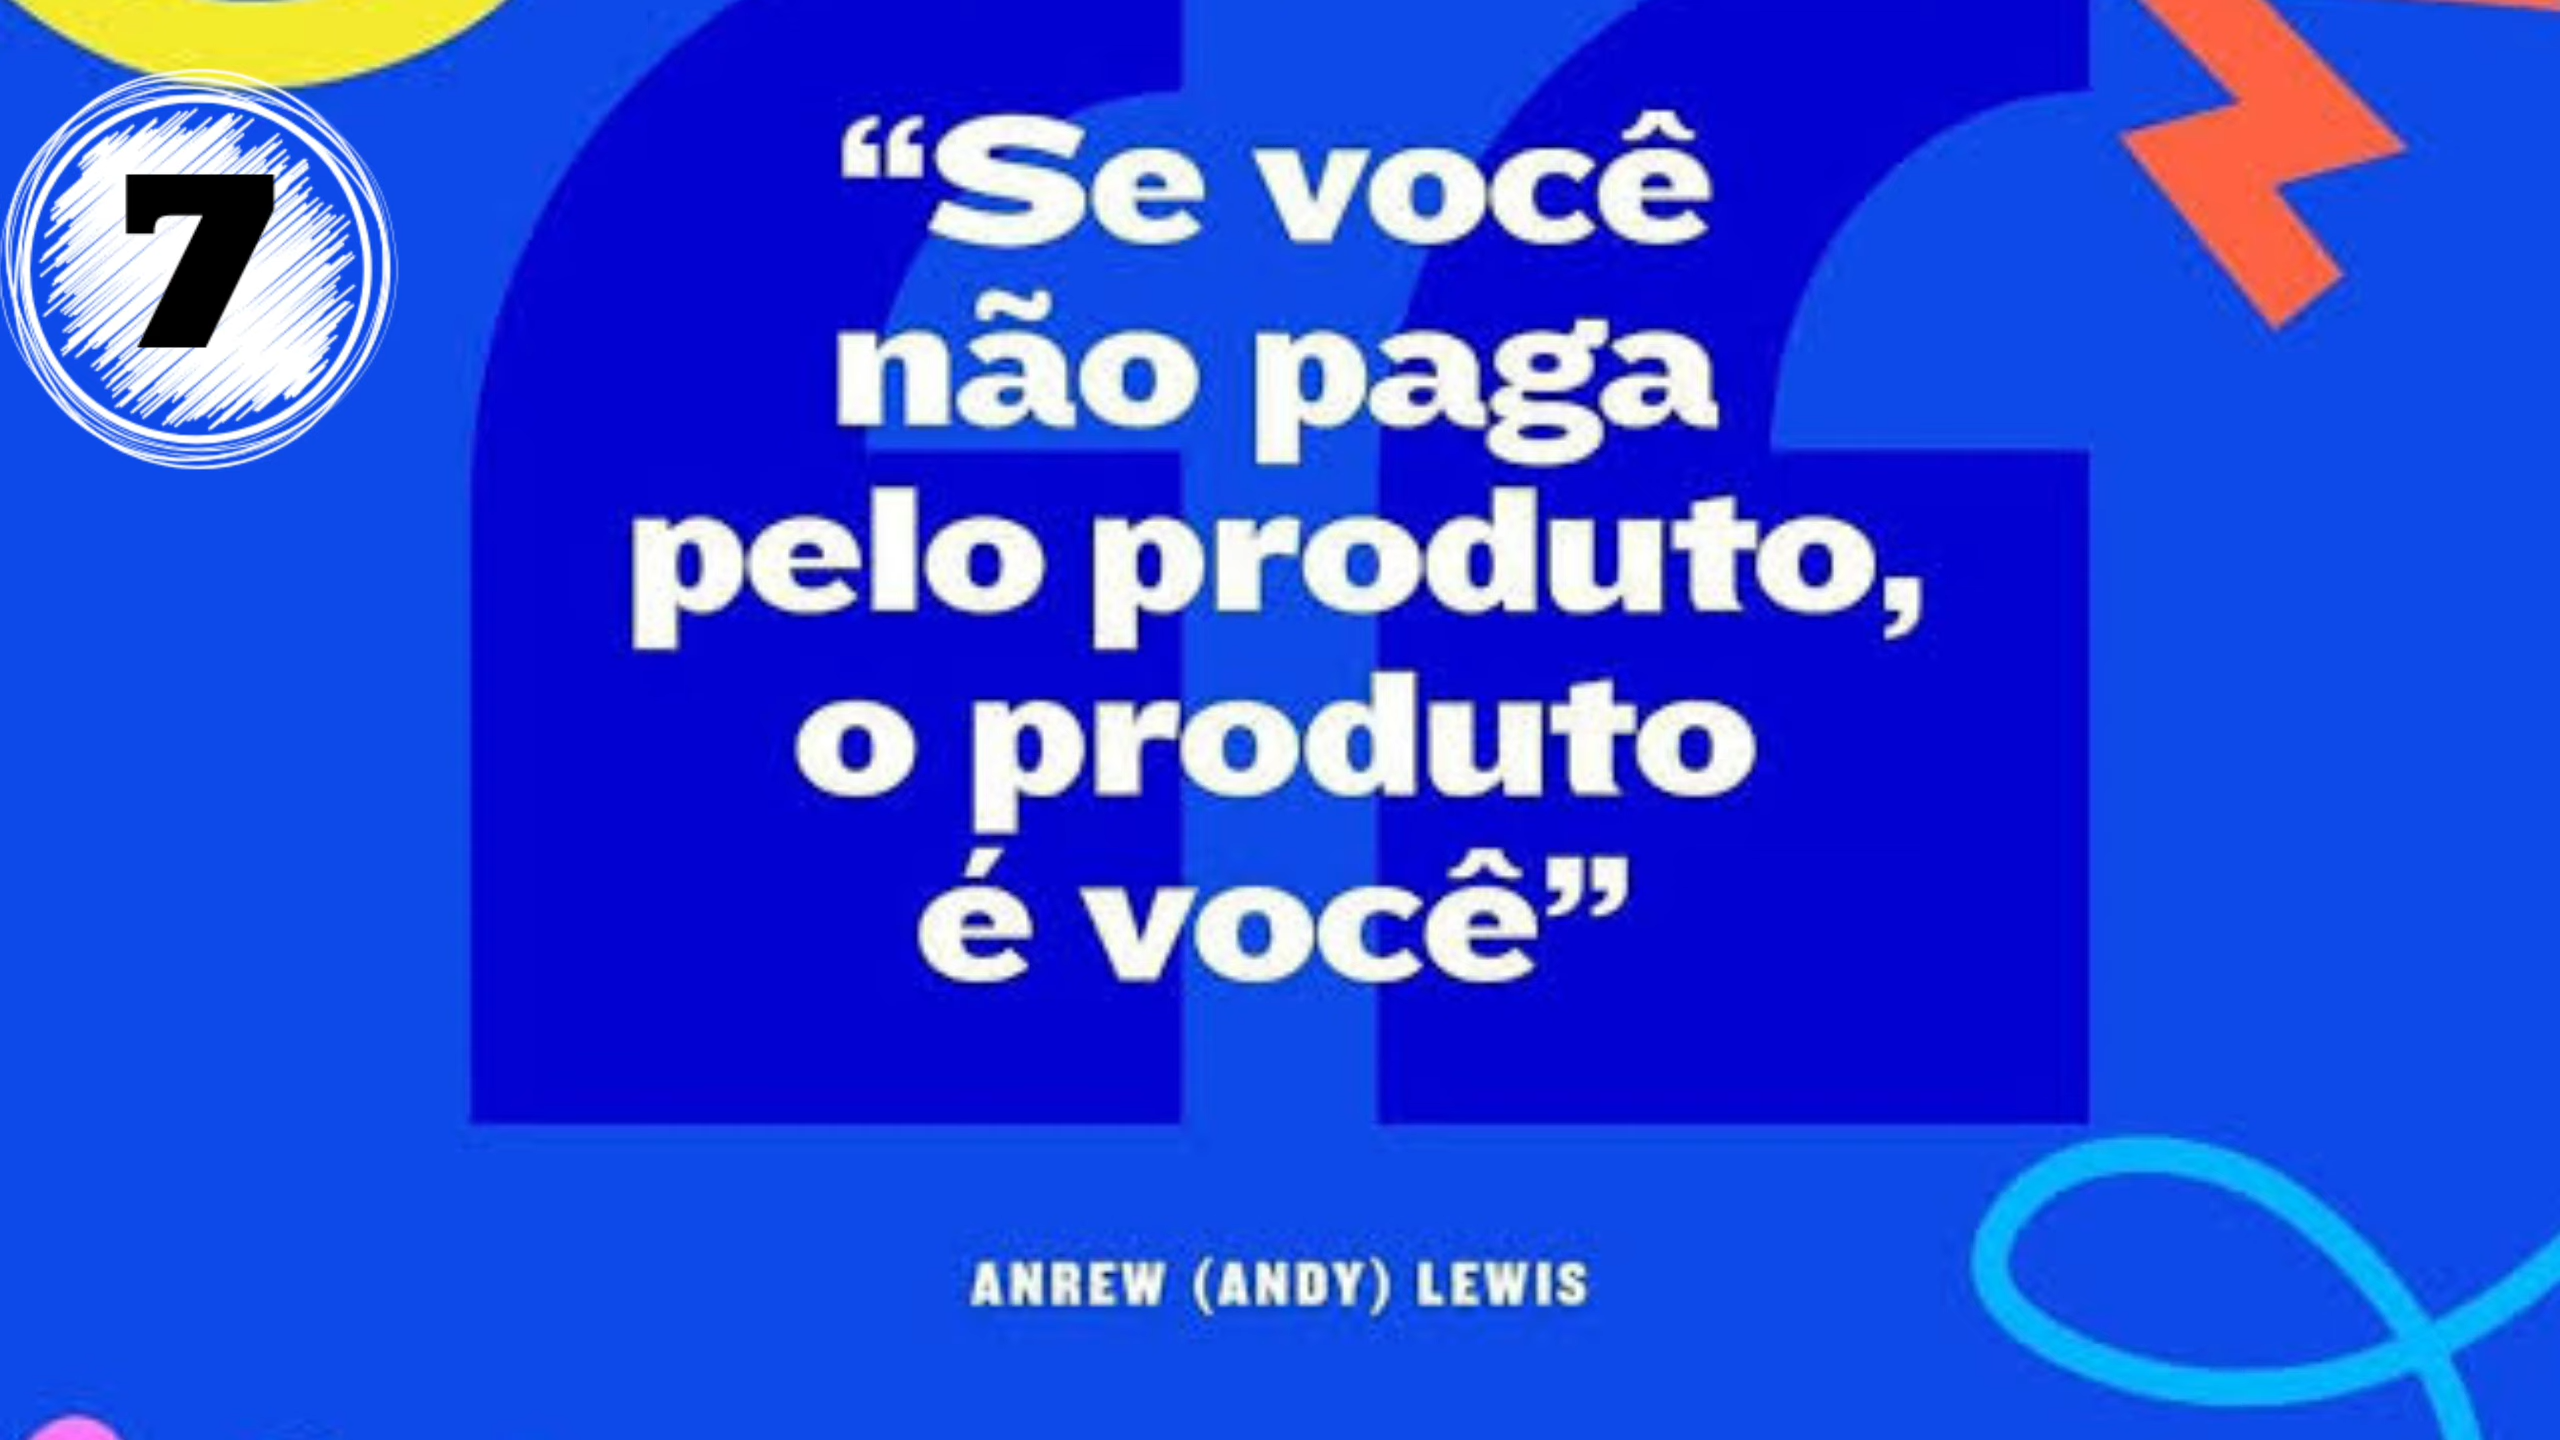 7
“Se você
não paga
pelo produto,
o produto
é você”
ANREW (ANDY) LEWIS